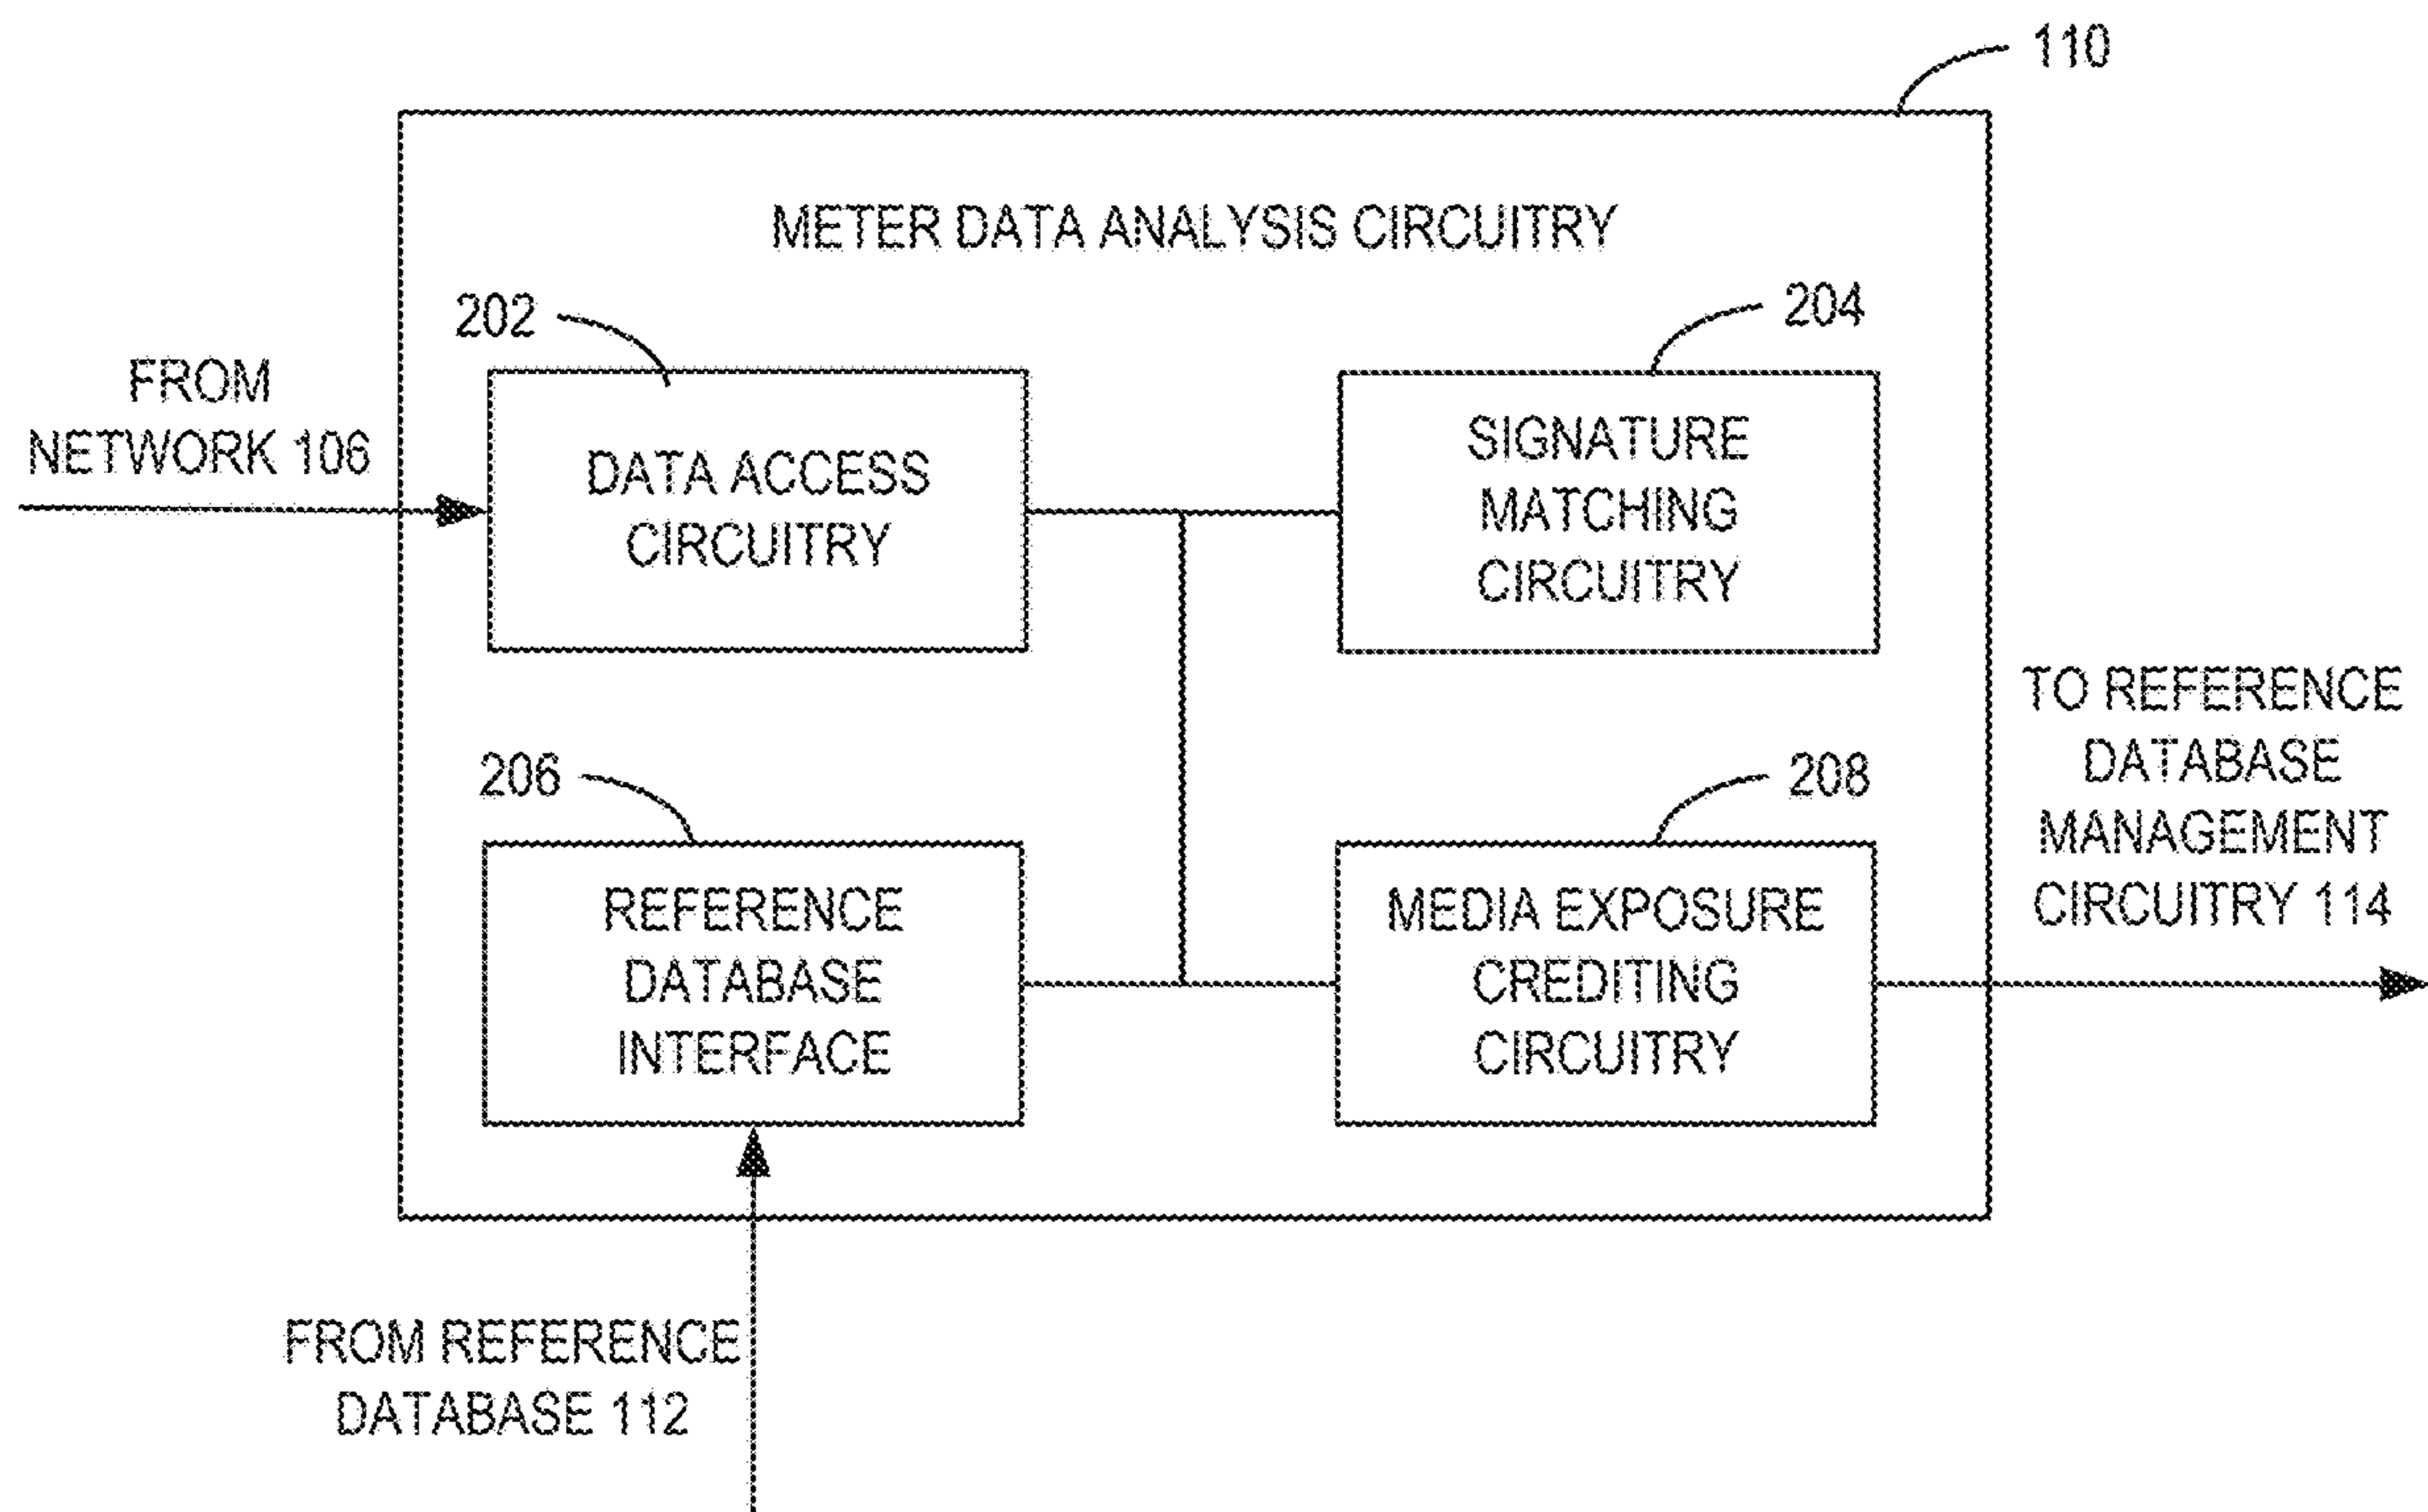 110
METER DATA ANALYSIS CIRCUITRY
202
204
FROM
NETWORK 106
DATA ACCESS
CIRCUITRY
SIGNATURE
MATCHING
CIRCUITRY
206
208
TO REFERENCE
DATABASE
MANAGEMENT
CIRCUITRY 114
REFERENCE
DATABASE
INTERFACE
MEDIA EXPOSURE
CREDITING
CIRCUITRY
FROM REFERENCE
DATABASE 112